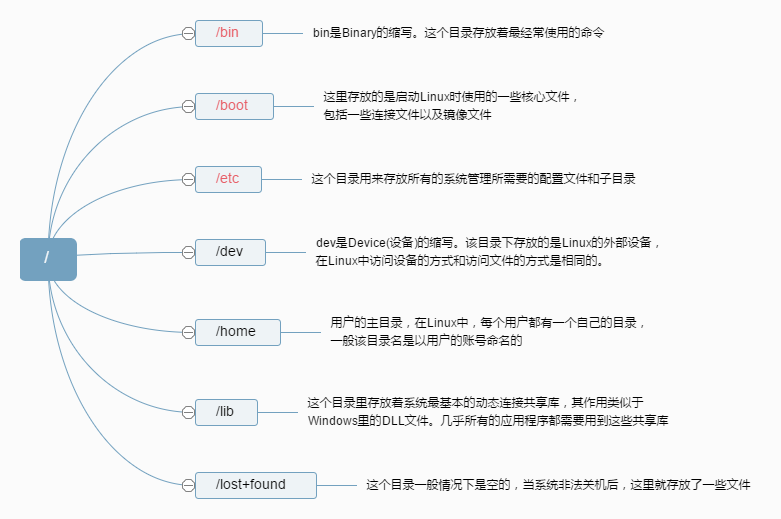 /
/bin
bin是Binary的缩写。这个目录存放着最经常使用的命令
/boot
这里存放的是启动Linux时使用的一些核心文件，
包括一些连接文件以及镜像文件
/etc
这个目录用来存放所有的系统管理所需要的配置文件和子目录
/dev
dev是Device(设备)的缩写。该目录下存放的是Linux的外部设备，
在Linux中访问设备的方式和访问文件的方式是相同的。
/home
用户的主目录，在Linux中，每个用户都有一个自己的目录，
一般该目录名是以用户的账号命名的
/lib
这个目录里存放着系统最基本的动态连接共享库，其作用类似于
Windows里的DLL文件。几乎所有的应用程序都需要用到这些共享库
/lost+found
这个目录一般情况下是空的，当系统非法关机后，这里就存放了一些文件